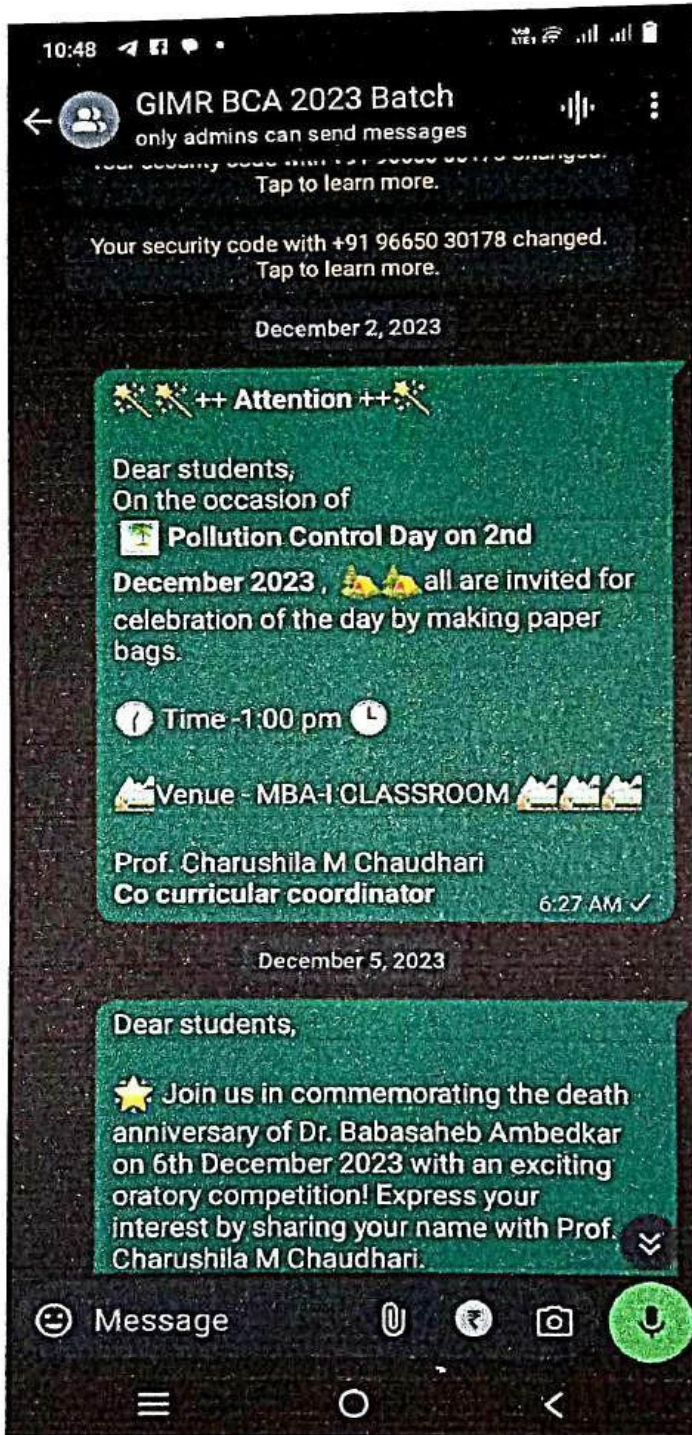 10:48
GIMR BCA 2023 Batch
only admins can send messages
Tap to learn more.
Your security code with +91 96650 30178 changed.
Tap to learn more.
December 2, 2023
++ Attention ++
Dear students,
On the occasion of
Pollution Control Day on 2nd
December 2023 , all are invited for
celebration of the day by making paper
bags.
Time -1:00 pm
Venue - MBA-I CLASSROOM
Prof. Charushila M Chaudhari
Co curricular coordinator
6:27 AM
December 5, 2023
Dear students,
Join us in commemorating the death
anniversary of Dr. Babasaheb Ambedkar
on 6th December 2023 with an exciting
oratory competition! Express your
interest by sharing your name with Prof.
Charushila M Chaudhari.
Message